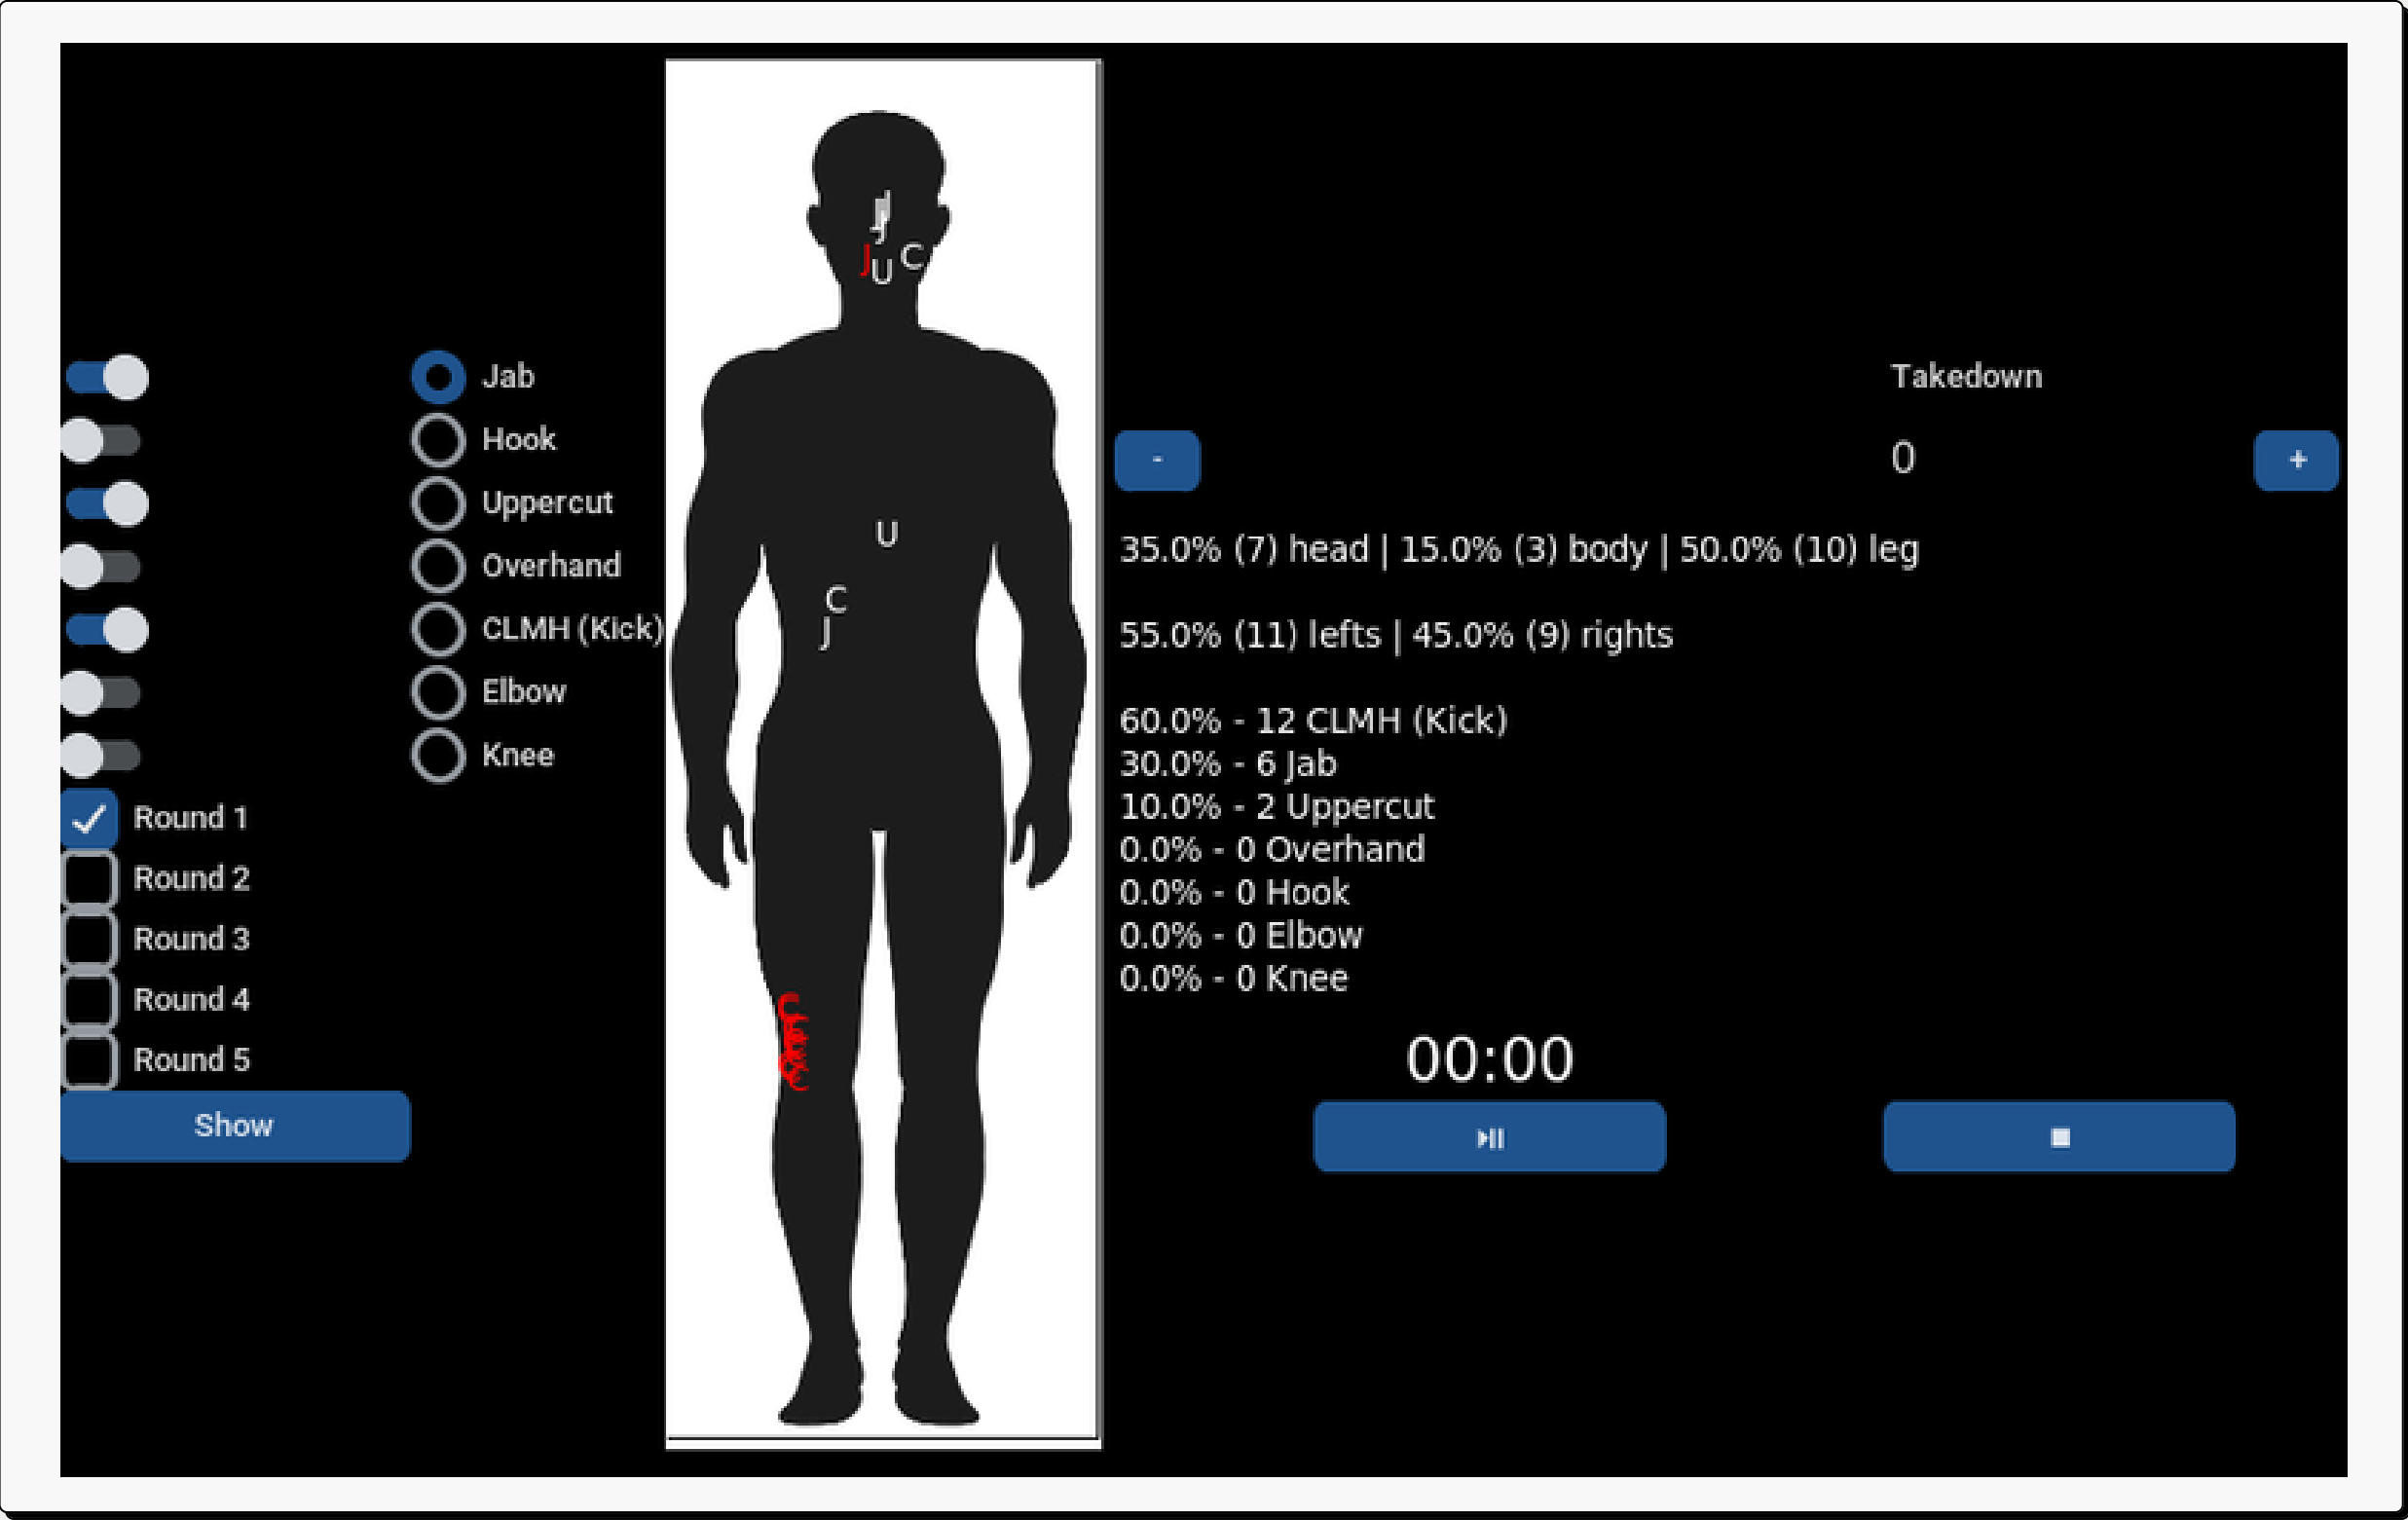 Jab
Hook
Uppercut
Overhand
CLMH (Kick)
Elbow
Knee
Round 1
Round 2
Round 3
Round 4
Round 5
Show
J
J C
U
U
C
J
Takedown
- 0 +
35.0% (7) head | 15.0% (3) body | 50.0% (10) leg
55.0% (11) lefts | 45.0% (9) rights
60.0% - 12 CLMH (Kick)
30.0% - 6 Jab
10.0% - 2 Uppercut
0.0% - 0 Overhand
0.0% - 0 Hook
0.0% - 0 Elbow
0.0% - 0 Knee
00:00